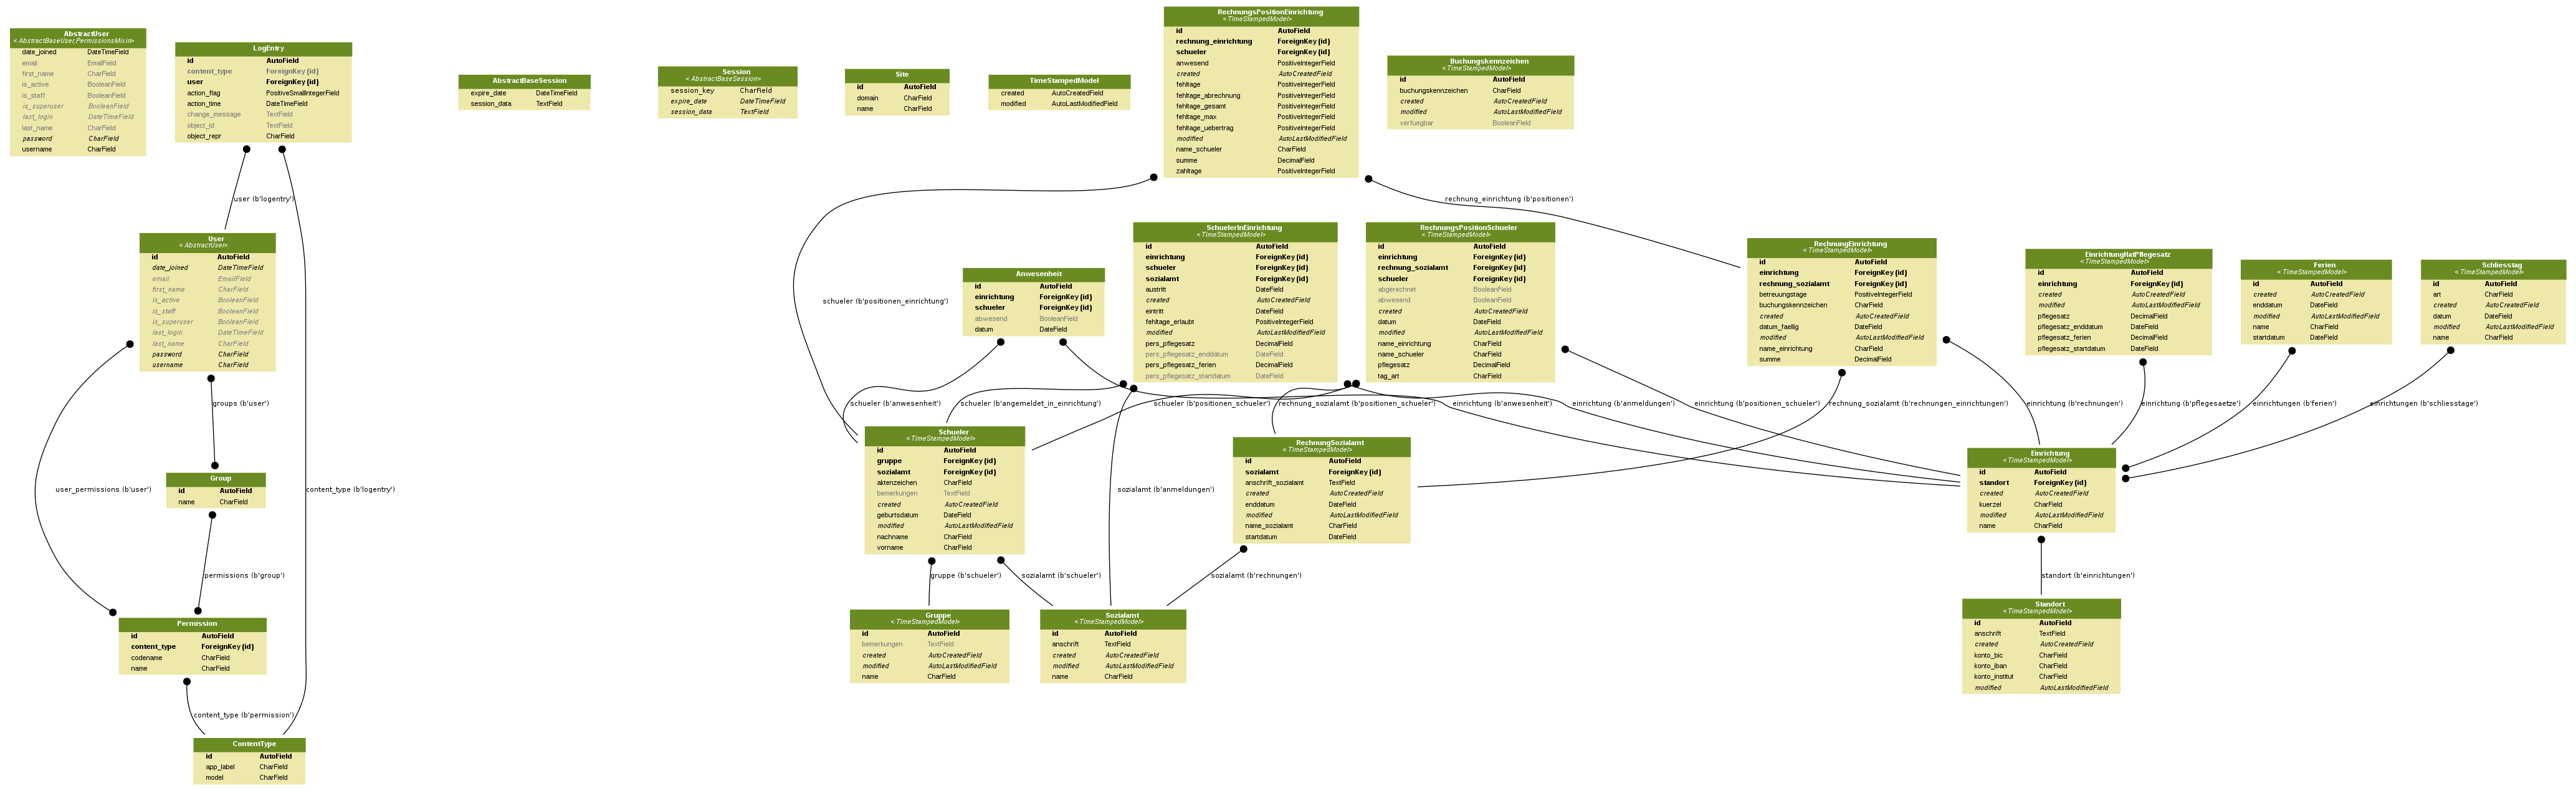 AbstractUser
<AbstractBaseUser,PermissionsMixin>
date_joined DateTimeField
email EmailField
first_name CharField
is_active BooleanField
is_staff BooleanField
is_superuser BooleanField
last_login DateTimeField
last_name CharField
password CharField
username CharField
LogEntry
id AutoField
content_type ForeignKey (id)
user ForeignKey (id)
action_flag PositiveSmallIntegerField
action_time DateTimeField
change_message TextField
object_id TextField
object_repr CharField
AbstractBaseSession
expire_date DateTimeField
session_data TextField
Session
<AbstractBaseSession>
session_key CharField
expire_date DateTimeField
session_data TextField
Site
id AutoField
domain CharField
name CharField
TimeStampedModel
created AutoCreatedField
modified AutoLastModifiedField
RechnungsPositionEinrichtung
<TimeStampedModel>
id AutoField
rechnung_einrichtung ForeignKey (id)
schueler ForeignKey (id)
anwesend PositiveIntegerField
created AutoCreatedField
fehltage PositiveIntegerField
fehltage_abrechnung PositiveIntegerField
fehltage_gesamt PositiveIntegerField
fehltage_max PositiveIntegerField
fehltage_uebertrag PositiveIntegerField
modified AutoLastModifiedField
name_schueler CharField
summe DecimalField
zahltage PositiveIntegerField
Buchungskennzeichen
<TimeStampedModel>
id AutoField
buchungskennzeichen CharField
created AutoCreatedField
modified AutoLastModifiedField
verfuegbar BooleanField
user (b'logentry')
rechnung_einrichtung (b'positionen')
User
<AbstractUser>
id AutoField
date_joined DateTimeField
email EmailField
first_name CharField
is_active BooleanField
is_staff BooleanField
is_superuser BooleanField
last_login DateTimeField
last_name CharField
password CharField
username CharField
schueler (b'positionen_einrichtung')
Anwesenheit
id AutoField
einrichtung ForeignKey (id)
schueler ForeignKey (id)
abwesend BooleanField
datum DateField
SchuelerInEinrichtung
<TimeStampedModel>
id AutoField
einrichtung ForeignKey (id)
schueler ForeignKey (id)
sozialamt ForeignKey (id)
austritt DateField
created AutoCreatedField
eintritt DateField
fehltage_erlaubt PositiveIntegerField
modified AutoLastModifiedField
pers_pflegesatz DecimalField
pers_pflegesatz_enddatum DateField
pers_pflegesatz_ferien DecimalField
pers_pflegesatz_startdatum DateField
RechnungsPositionSchueler
<TimeStampedModel>
id AutoField
einrichtung ForeignKey (id)
rechnung_sozialamt ForeignKey (id)
schueler ForeignKey (id)
abgerechnet BooleanField
abwesend BooleanField
created AutoCreatedField
datum DateField
modified AutoLastModifiedField
name_einrichtung CharField
name_schueler CharField
pflegesatz DecimalField
tag_art CharField
RechnungEinrichtung
<TimeStampedModel>
id AutoField
einrichtung ForeignKey (id)
rechnung_sozialamt ForeignKey (id)
betreuungstage PositiveIntegerField
buchungskennzeichen CharField
created AutoCreatedField
datum_faellig DateField
modified AutoLastModifiedField
name_einrichtung CharField
summe DecimalField
EinrichtungHatPflegesatz
<TimeStampedModel>
id AutoField
einrichtung ForeignKey (id)
created AutoCreatedField
modified AutoLastModifiedField
pflegesatz DecimalField
pflegesatz_enddatum DateField
pflegesatz_ferien DecimalField
pflegesatz_startdatum DateField
Ferien
<TimeStampedModel>
id AutoField
created AutoCreatedField
enddatum DateField
modified AutoLastModifiedField
name CharField
startdatum DateField
Schliesstag
<TimeStampedModel>
id AutoField
art CharField
created AutoCreatedField
datum DateField
modified AutoLastModifiedField
name CharField
groups (b'user')
schueler (b'anwesenheit')
schueler (b'angemeldet_in_einrichtung')
schueler (b'positionen_schueler')
rechnung_sozialamt (b'positionen_schueler')
einrichtung (b'anwesenheit')
einrichtung (b'anmeldungen')
einrichtung (b'positionen_schueler')
rechnung_sozialamt (b'rechnungen_einrichtungen')
einrichtung (b'rechnungen')
einrichtung (b'pflegesaetze')
einrichtungen (b'ferien')
einrichtungen (b'schliesstage')
Group
id AutoField
name CharField
user_permissions (b'user')
content_type (b'logentry')
Schueler
<TimeStampedModel>
id AutoField
gruppe ForeignKey (id)
sozialamt ForeignKey (id)
aktenzeichen CharField
bemerkungen TextField
created AutoCreatedField
geburtsdatum DateField
modified AutoLastModifiedField
nachname CharField
vorname CharField
sozialamt (b'anmeldungen')
RechnungSozialamt
<TimeStampedModel>
id AutoField
sozialamt ForeignKey (id)
anschrift_sozialamt TextField
created AutoCreatedField
enddatum DateField
modified AutoLastModifiedField
name_sozialamt CharField
startdatum DateField
Einrichtung
<TimeStampedModel>
id AutoField
standort ForeignKey (id)
created AutoCreatedField
kuerzel CharField
modified AutoLastModifiedField
name CharField
permissions (b'group')
gruppe (b'schueler')
sozialamt (b'schueler')
sozialamt (b'rechnungen')
standort (b'einrichtungen')
Permission
id AutoField
content_type ForeignKey (id)
codename CharField
name CharField
Gruppe
<TimeStampedModel>
id AutoField
bemerkungen TextField
created AutoCreatedField
modified AutoLastModifiedField
name CharField
Sozialamt
<TimeStampedModel>
id AutoField
anschrift TextField
created AutoCreatedField
modified AutoLastModifiedField
name CharField
Standort
<TimeStampedModel>
id AutoField
anschrift TextField
created AutoCreatedField
konto_bic CharField
konto_iban CharField
konto_institut CharField
modified AutoLastModifiedField
content_type (b'permission')
ContentType
id AutoField
app_label CharField
model CharField